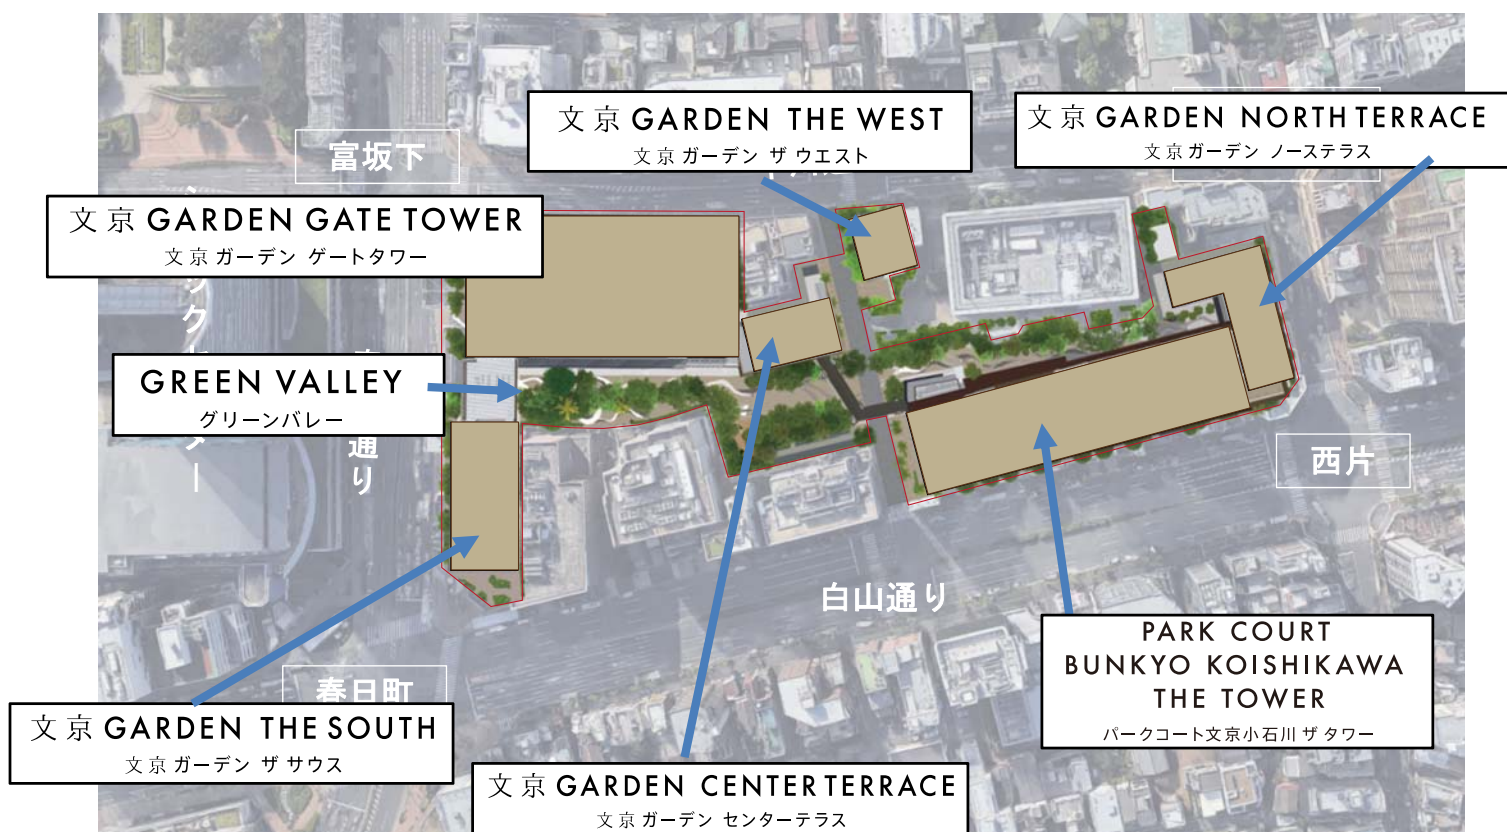 文京 GARDEN THE WEST
文京ガーデン ザ ウエスト
文京 GARDEN NORTH TERRACE
文京ガーデン ノーステラス
富坂下
文京 GARDEN GATE TOWER
文京ガーデン ゲートタワー
GREEN VALLEY
グリーンバレー
通り
西片
白山通り
PARK COURT
BUNKYO KOISHIKAWA
THE TOWER
パークコート文京小石川 ザ タワー
春日町
文京 GARDEN THE SOUTH
文京ガーデン ザ サウス
文京 GARDEN CENTER TERRACE
文京ガーデン センターテラス